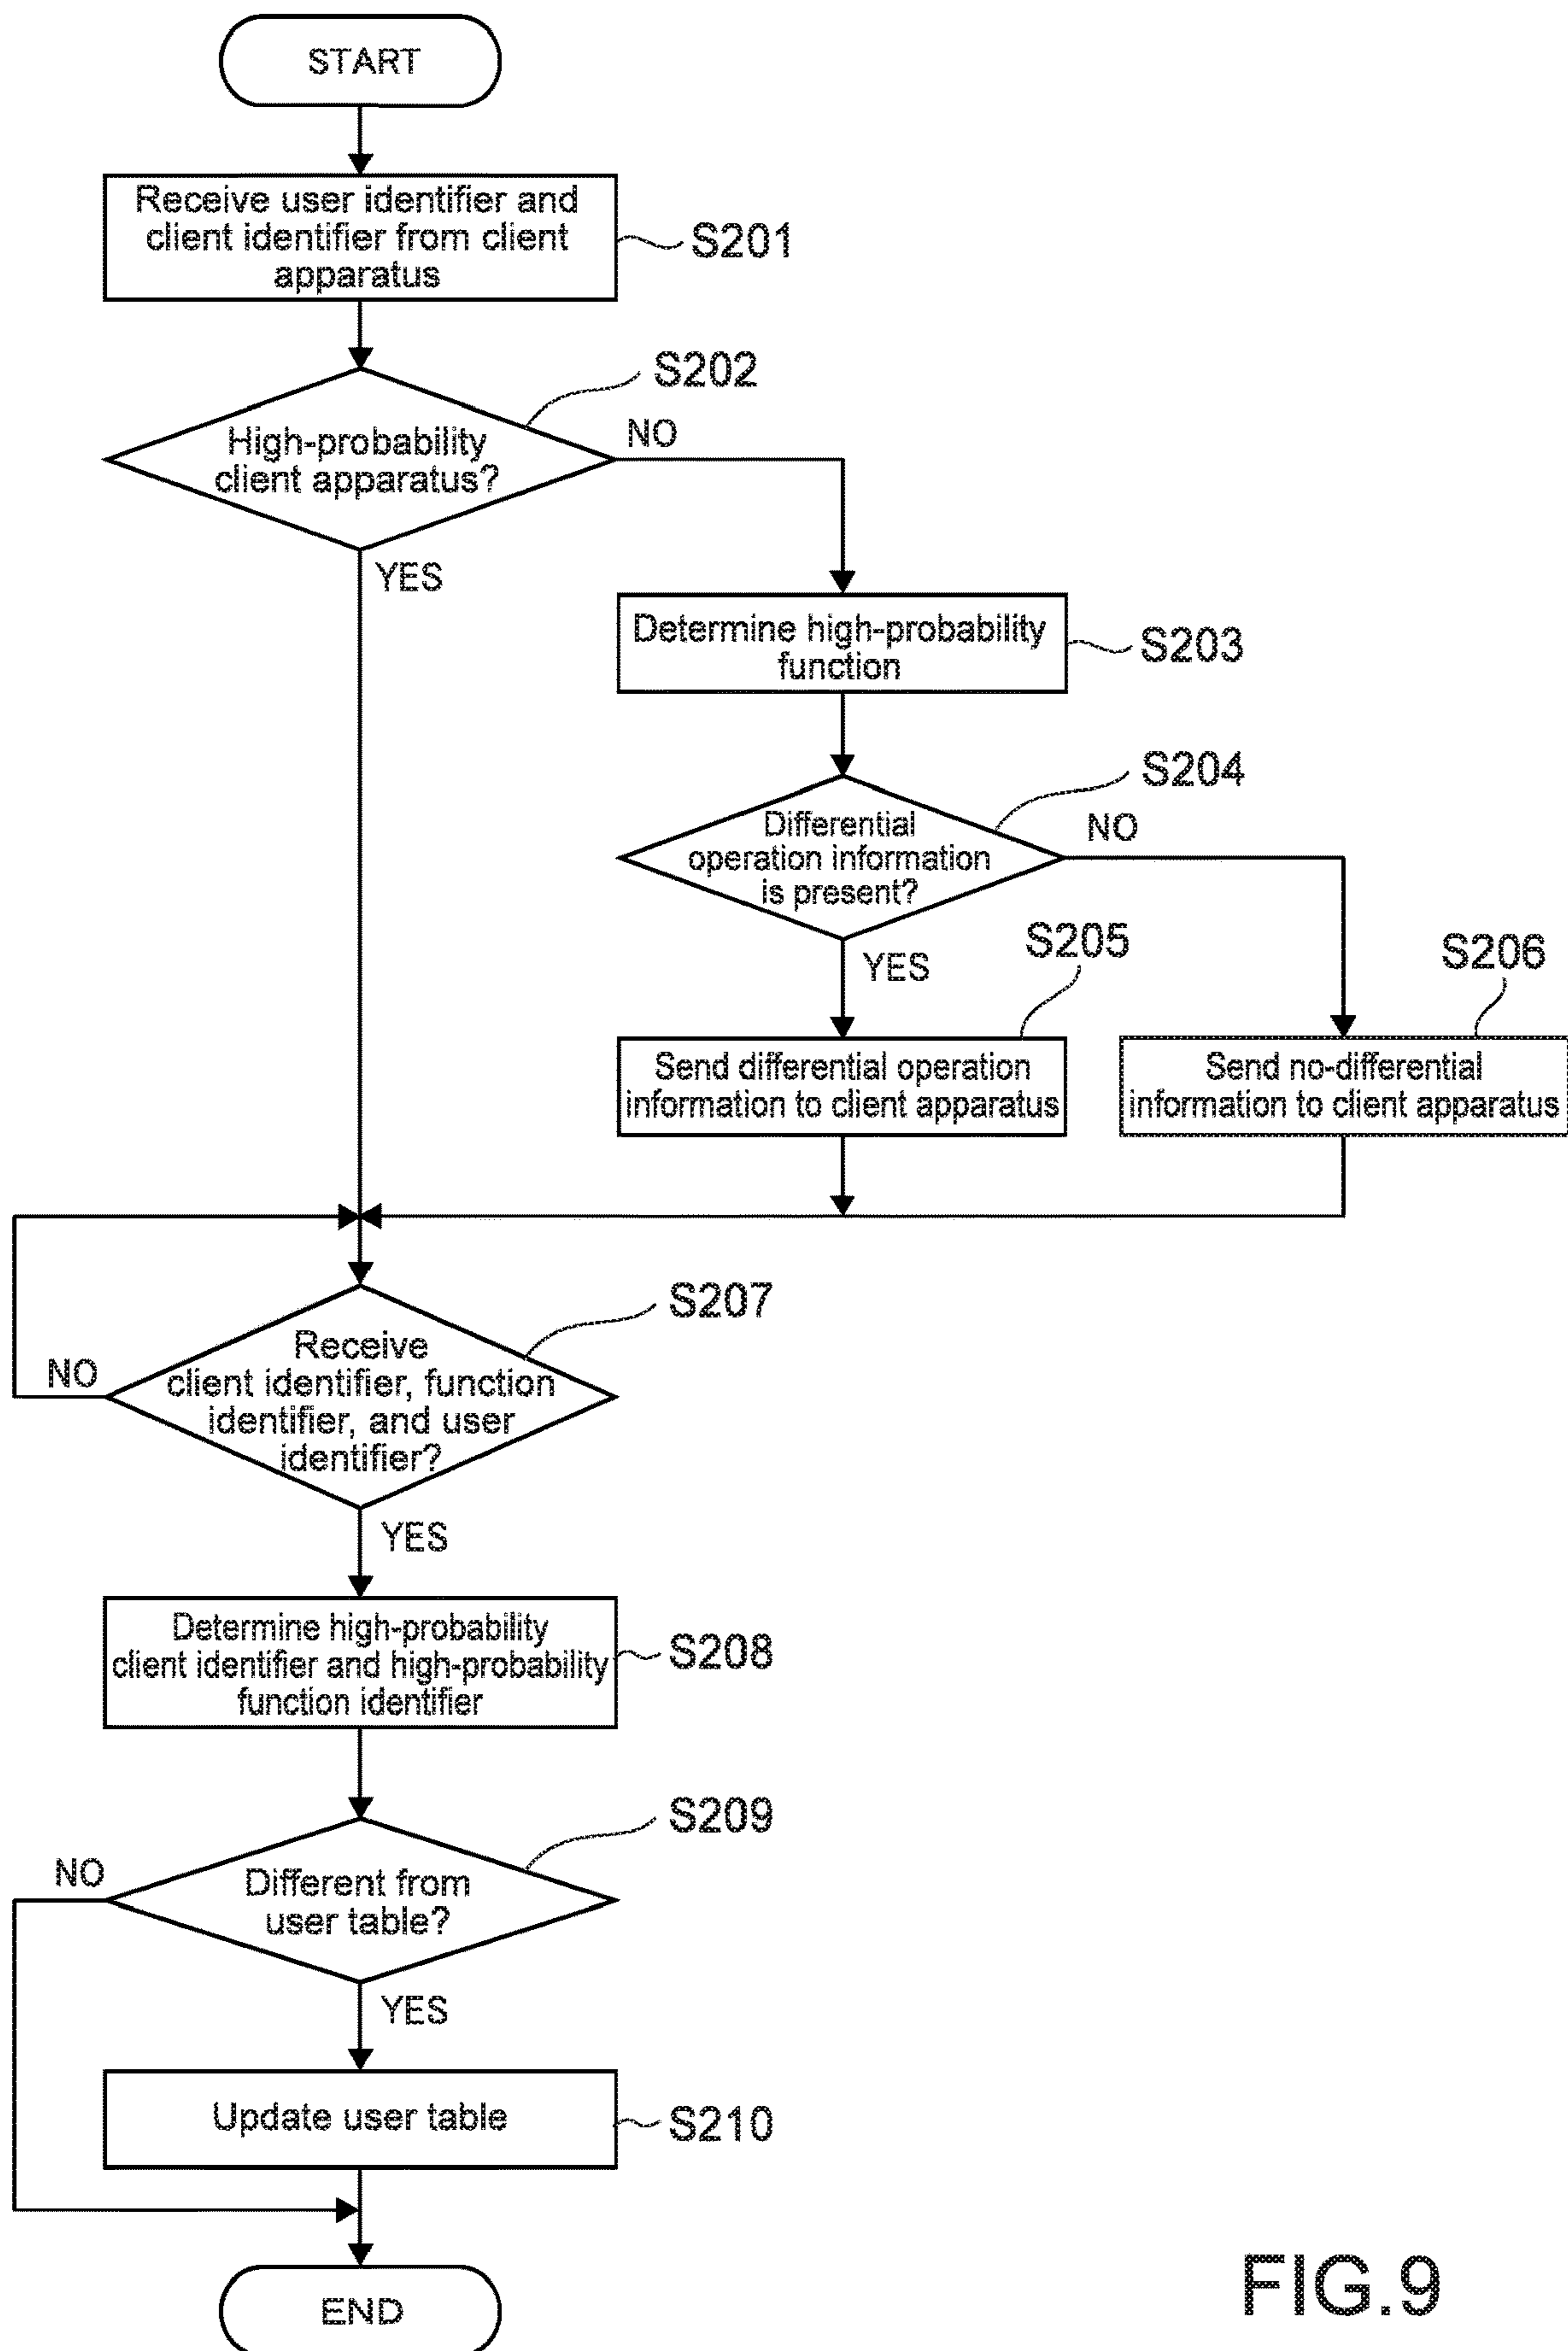 START
Receive user identifier and
client identifier from client
apparatus
S201
S202
High-probability
client apparatus?
NO
YES
Determine high-probability
function
S203
S204
Differential
operation information
is present?
NO
YES
S205
S206
Send differential operation
information to client apparatus
Send no-differential
information to client apparatus
S207
Receive
client identifier, function
identifier, and user
identifier?
NO
YES
Determine high-probability
client identifier and high-probability
function identifier
S208
S209
Different from
user table?
NO
YES
Update user table
S210
END
FIG.9